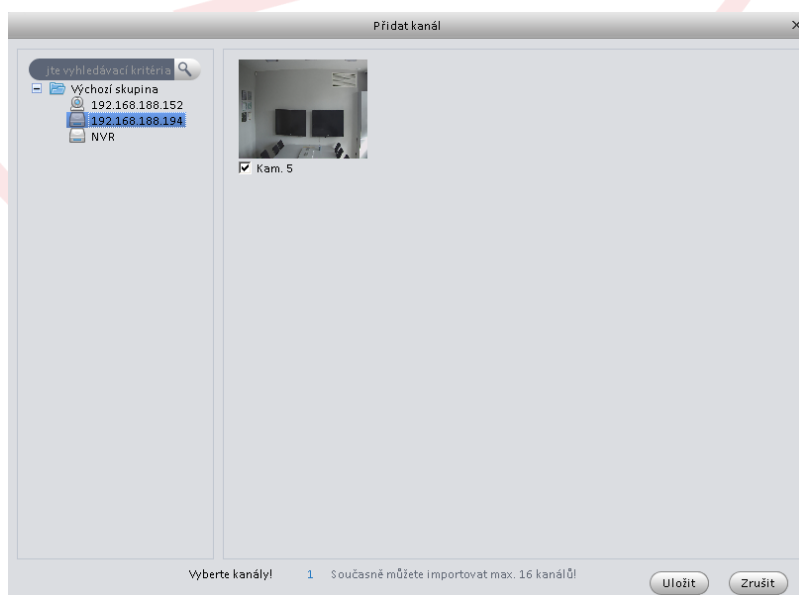 Přidat kanál
jte vyhledávací kritéria
Výchozí skupina
192.168.188.152
192.168.188.194
NVR
Kam. 5
Vyberte kanály! 1 Současně můžete importovat max. 16 kanálů!
Uložit Zrušit